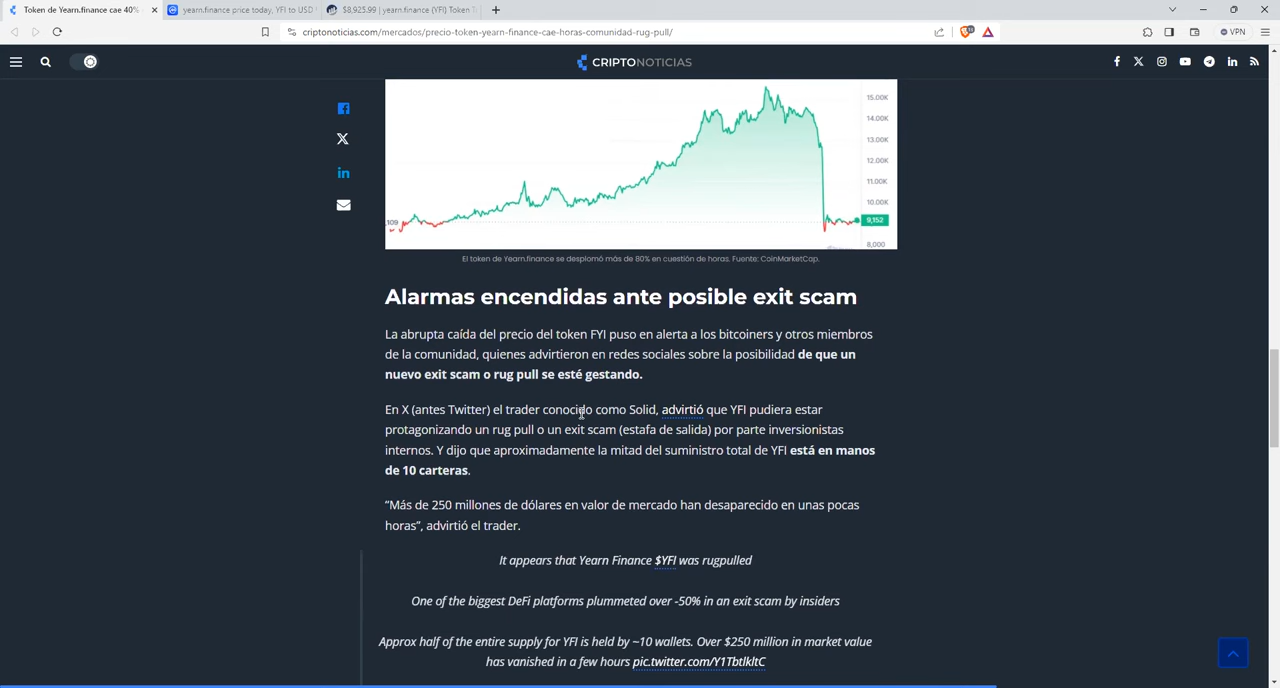 Token de Yearn.finance cae 40%
yearn.finance price today, YFI to USD
$8,925.99 | yearn.finance (YFI) Token T
criptonoticias.com/mercados/precio-token-yearn-finance-cae-horas-comunidad-rug-pull/
VPN
CRIPTONOTICIAS
15.00K
14.00K
13.00K
12.00K
11.00K
10.00K
109
9,152
8,000
El token de Yearn.finance se desplomó más de 80% en cuestión de horas. Fuente: CoinMarketCap.
Alarmas encendidas ante posible exit scam
La abrupta caída del precio del token FYI puso en alerta a los bitcoiners y otros miembros
de la comunidad, quienes advirtieron en redes sociales sobre la posibilidad de que un
nuevo exit scam o rug pull se esté gestando.
En X (antes Twitter) el trader conocido como Solid, advirtió que YFI pudiera estar
protagonizando un rug pull o un exit scam (estafa de salida) por parte inversionistas
internos. Y dijo que aproximadamente la mitad del suministro total de YFI está en manos
de 10 carteras.
“Más de 250 millones de dólares en valor de mercado han desaparecido en unas pocas
horas”, advirtió el trader.
It appears that Yearn Finance $YFI was rugpulled
One of the biggest DeFi platforms plummeted over -50% in an exit scam by insiders
Approx half of the entire supply for YFI is held by ~10 wallets. Over $250 million in market value
has vanished in a few hours pic.twitter.com/Y1TbtlkltC